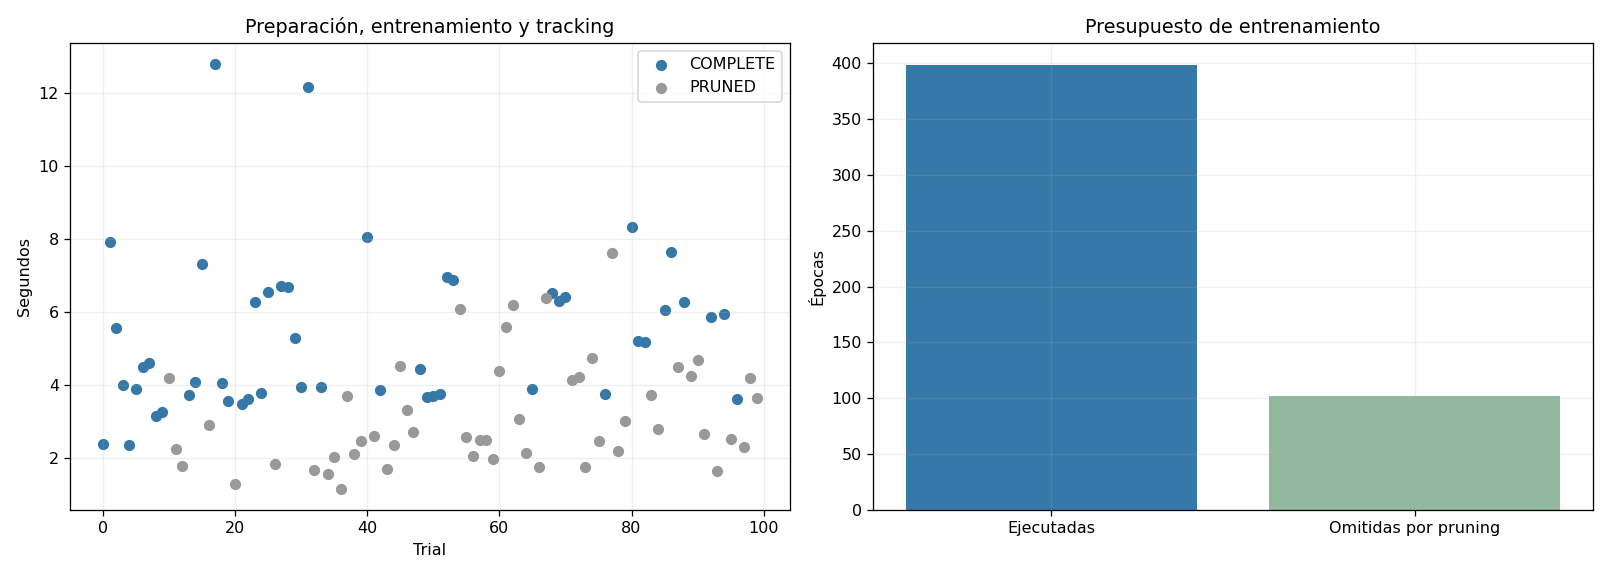 Preparación, entrenamiento y tracking
Segundos
12
10
8
6
4
2
0
20
40
60
80
100
Trial
COMPLETE
PRUNED
Presupuesto de entrenamiento
Épocas
400
350
300
250
200
150
100
50
0
Ejecutadas
Omitidas por pruning